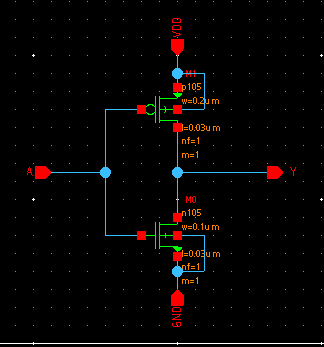 VDD
M1
p105
w=0.2um
l=0.03um
nf=1
m=1
A
Y
M0
n105
w=0.1um
l=0.03um
nf=1
m=1
GND